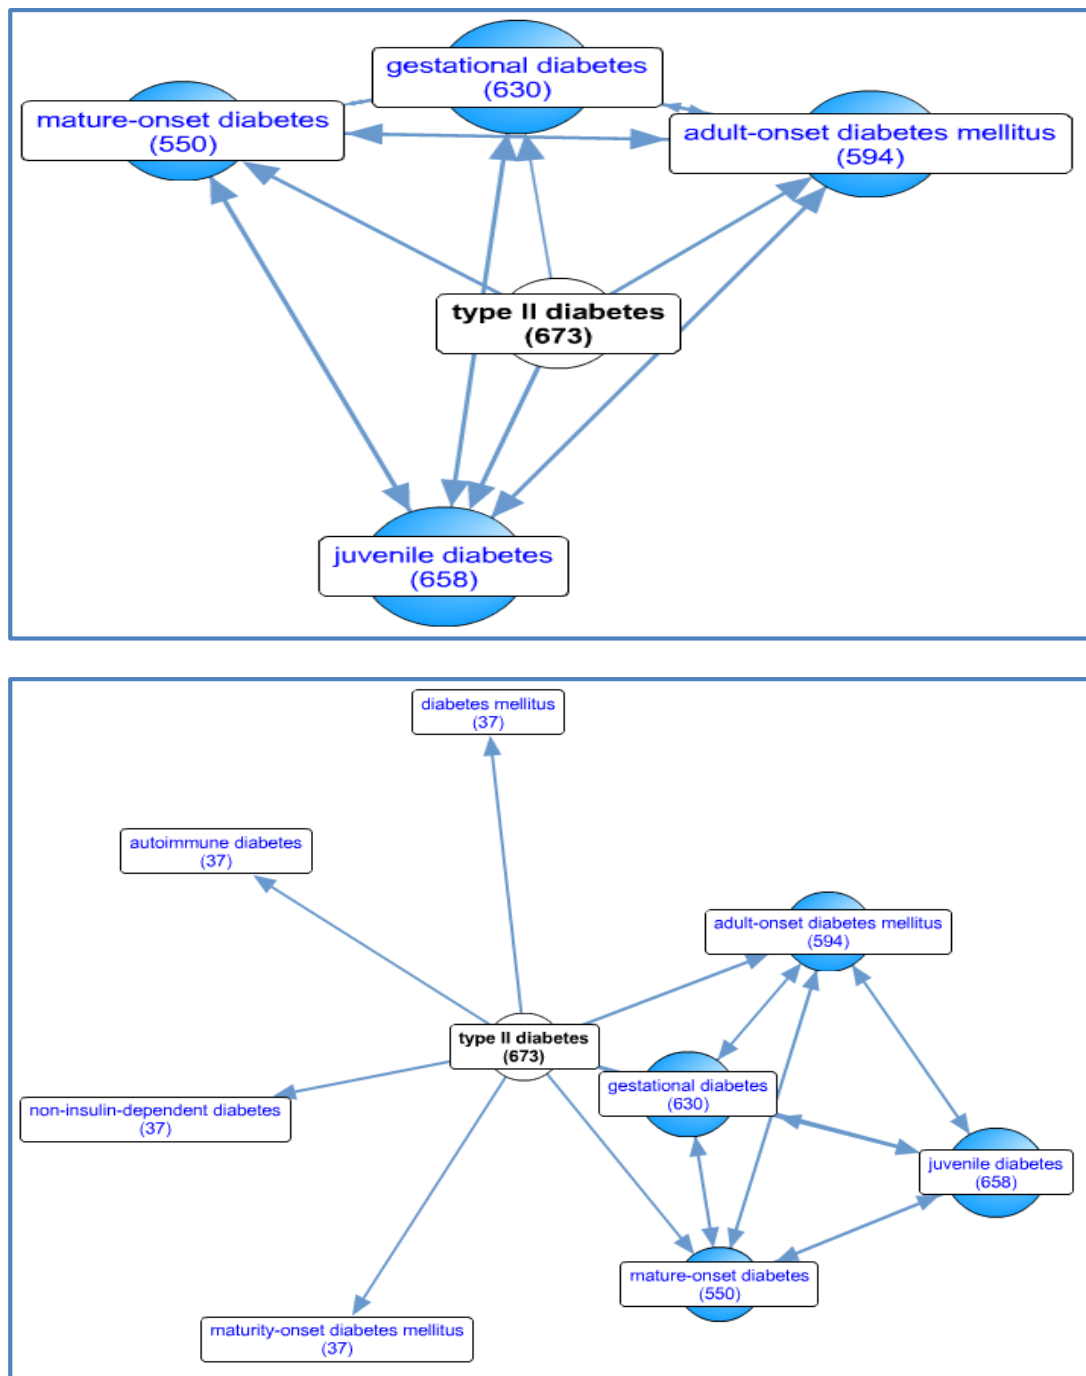 gestational diabetes
(630)
mature-onset diabetes
(550)
adult-onset diabetes mellitus
(594)
type II diabetes
(673)
juvenile diabetes
(658)
diabetes mellitus
(37)
autoimmune diabetes
(37)
adult-onset diabetes mellitus
(594)
type II diabetes
(673)
gestational diabetes
(630)
non-insulin-dependent diabetes
(37)
juvenile diabetes
(658)
mature-onset diabetes
(550)
maturity-onset diabetes mellitus
(37)